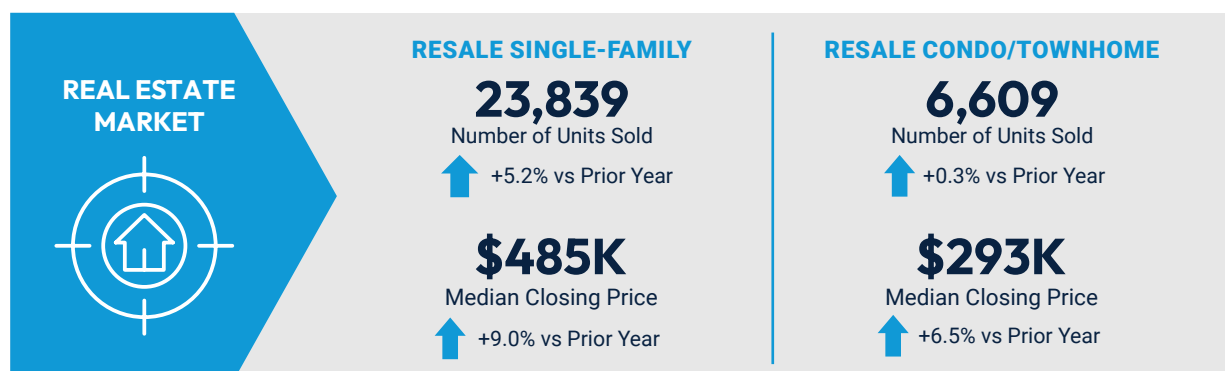 REAL ESTATE
MARKET
RESALE SINGLE-FAMILY
23,839
Number of Units Sold
+5.2% vs Prior Year
$485K
Median Closing Price
+9.0% vs Prior Year
RESALE CONDO/TOWNHOME
6,609
Number of Units Sold
+0.3% vs Prior Year
$293K
Median Closing Price
+6.5% vs Prior Year